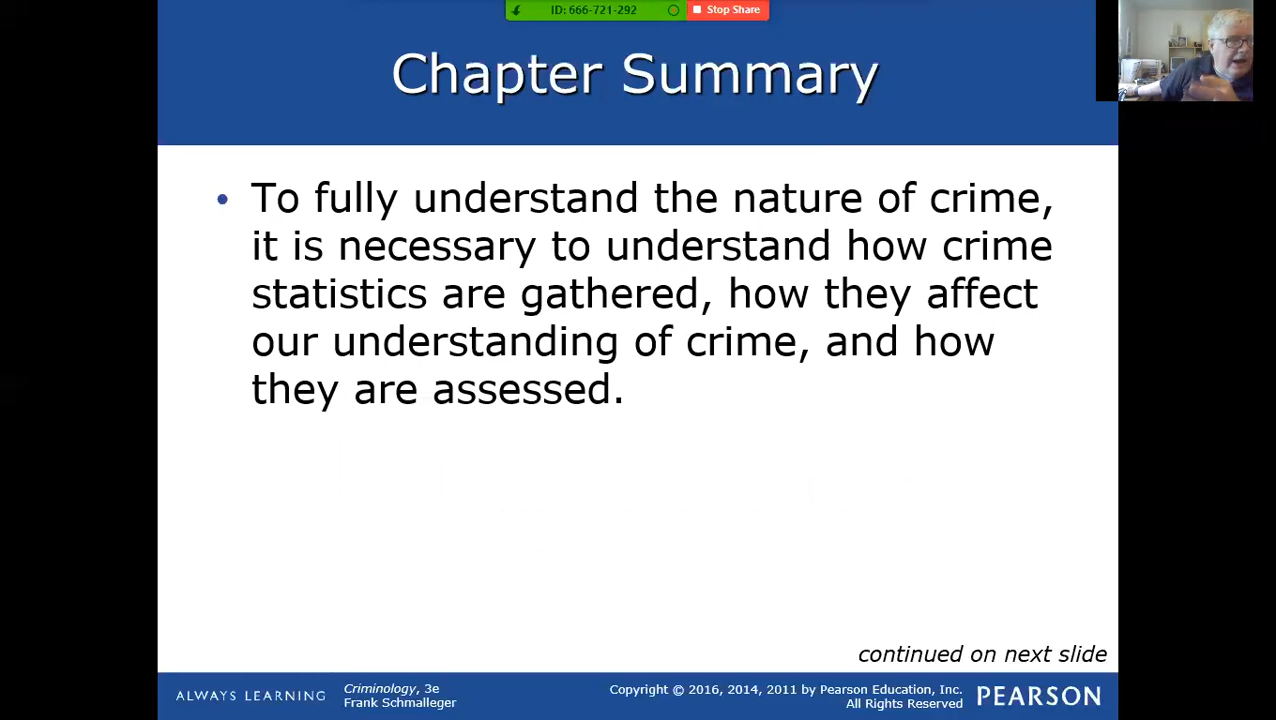 ID: 666-721-292
Stop Share
Chapter Summary
• To fully understand the nature of crime,
it is necessary to understand how crime
statistics are gathered, how they affect
our understanding of crime, and how
they are assessed.
continued on next slide
ALWAYS LEARNING
Criminology, 3e
Frank Schmalleger
Copyright © 2016, 2014, 2011 by Pearson Education, Inc.
All Rights Reserved
PEARSON